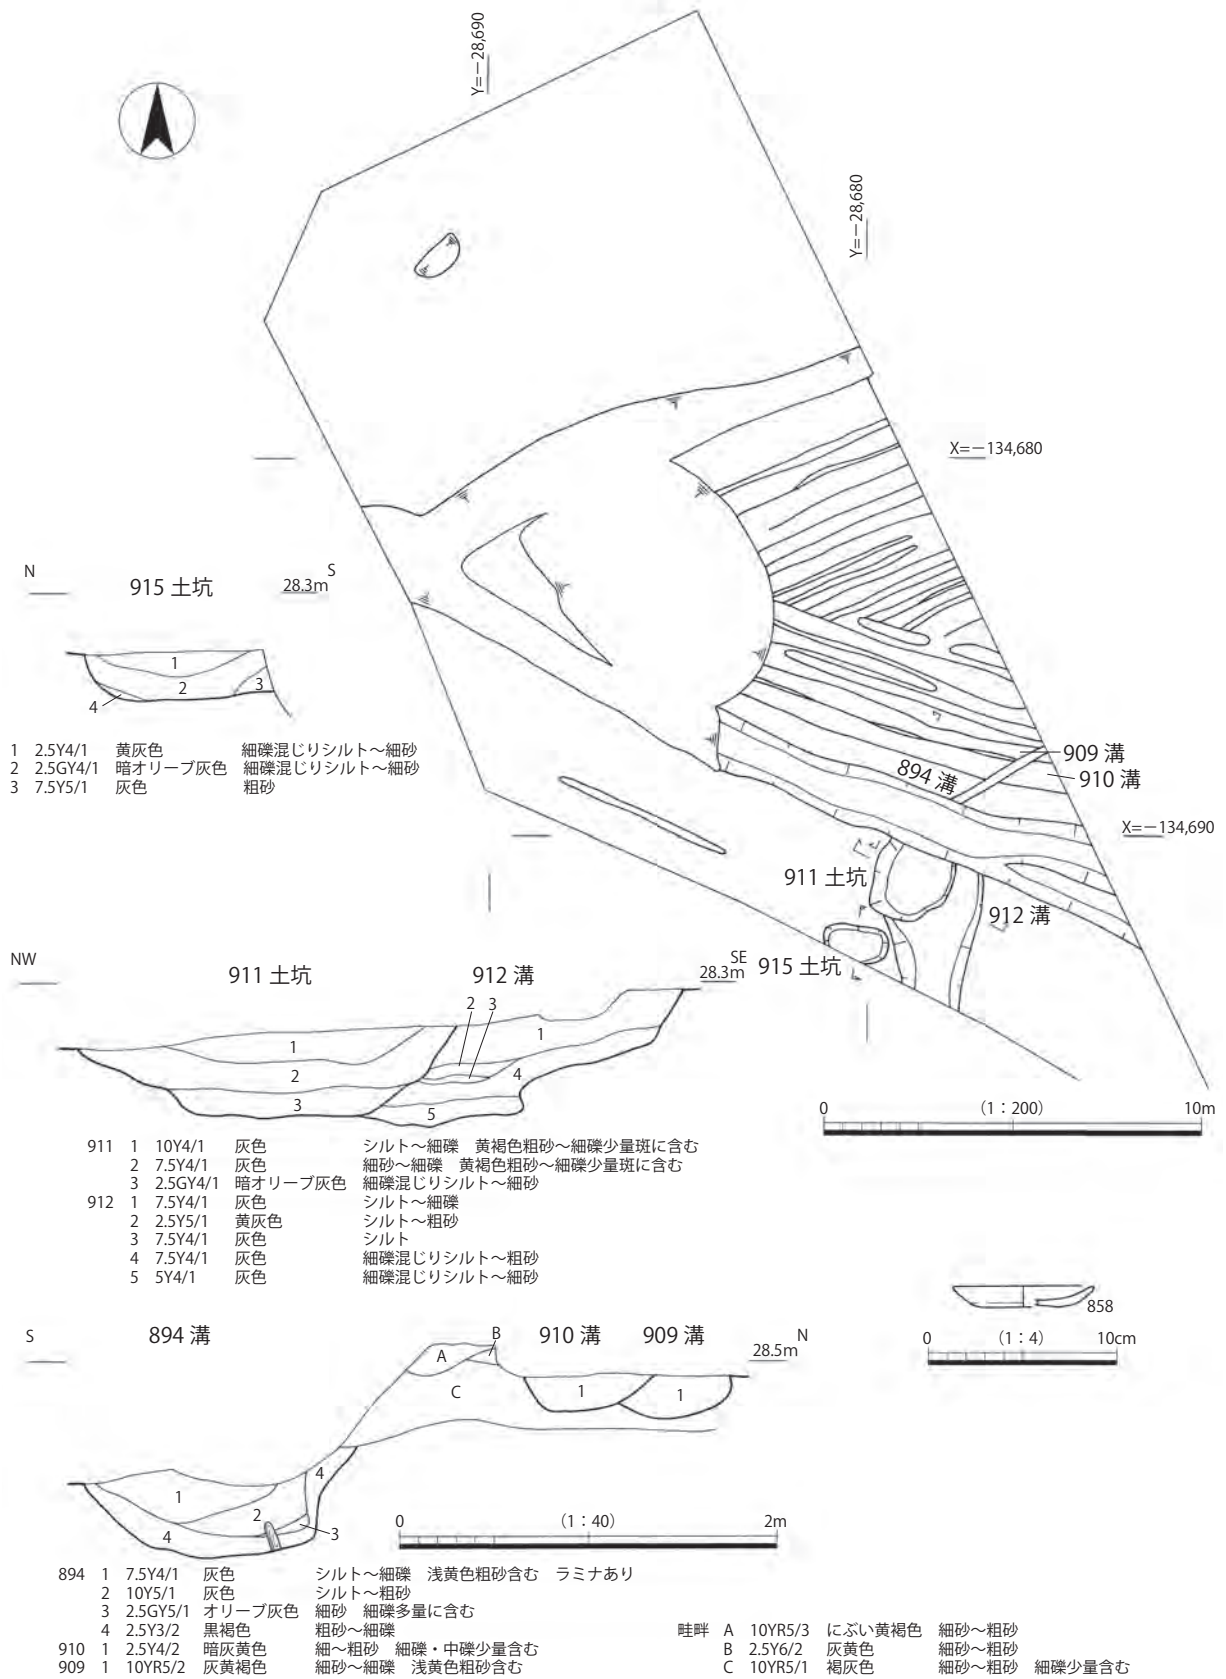 Y=－28,690
Y=－28,680
X=－134,680
N 915 土坑 28.3m S
1
2
3
4
1 2.5Y4/1 黄灰色 細礫混じりシルト～細砂
2 2.5GY4/1 暗オリーブ灰色 細礫混じりシルト～細砂
3 7.5Y5/1 灰色 粗砂
909 溝
894 溝
910 溝
X=－134,690
911 土坑
912 溝
915 土坑
NW 911 土坑 912 溝 28.3m SE
2 3
1 1
2 4
3 5
0 (1：200) 10m
911 1 10Y4/1 灰色 シルト～細礫 黄褐色粗砂～細礫少量斑に含む
2 7.5Y4/1 灰色 細砂～細礫 黄褐色粗砂～細礫少量斑に含む
3 2.5GY4/1 暗オリーブ灰色 細礫混じりシルト～細砂
912 1 7.5Y4/1 灰色 シルト～細礫
2 2.5Y5/1 黄灰色 シルト～粗砂
3 7.5Y4/1 灰色 シルト
4 7.5Y4/1 灰色 細礫混じりシルト～粗砂
5 5Y4/1 灰色 細礫混じりシルト～細砂
858
0 (1：4) 10cm
S 894 溝 910 溝 909 溝 28.5m N
A B
C 1 1
4
1
2
4 3
0 (1：40) 2m
894 1 7.5Y4/1 灰色 シルト～細礫 浅黄色粗砂含む ラミナあり
2 10Y5/1 灰色 シルト～粗砂
3 2.5GY5/1 オリーブ灰色 細砂 細礫多量に含む
4 2.5Y3/2 黒褐色 粗砂～細礫
910 1 2.5Y4/2 暗灰黄色 細～粗砂 細礫・中礫少量含む
909 1 10YR5/2 灰黄褐色 細砂～細礫 浅黄色粗砂含む
畦畔 A 10YR5/3 にぶい黄褐色 細砂～粗砂
B 2.5Y6/2 灰黄色 細砂～粗砂
C 10YR5/1 褐灰色 細砂～粗砂 細礫少量含む